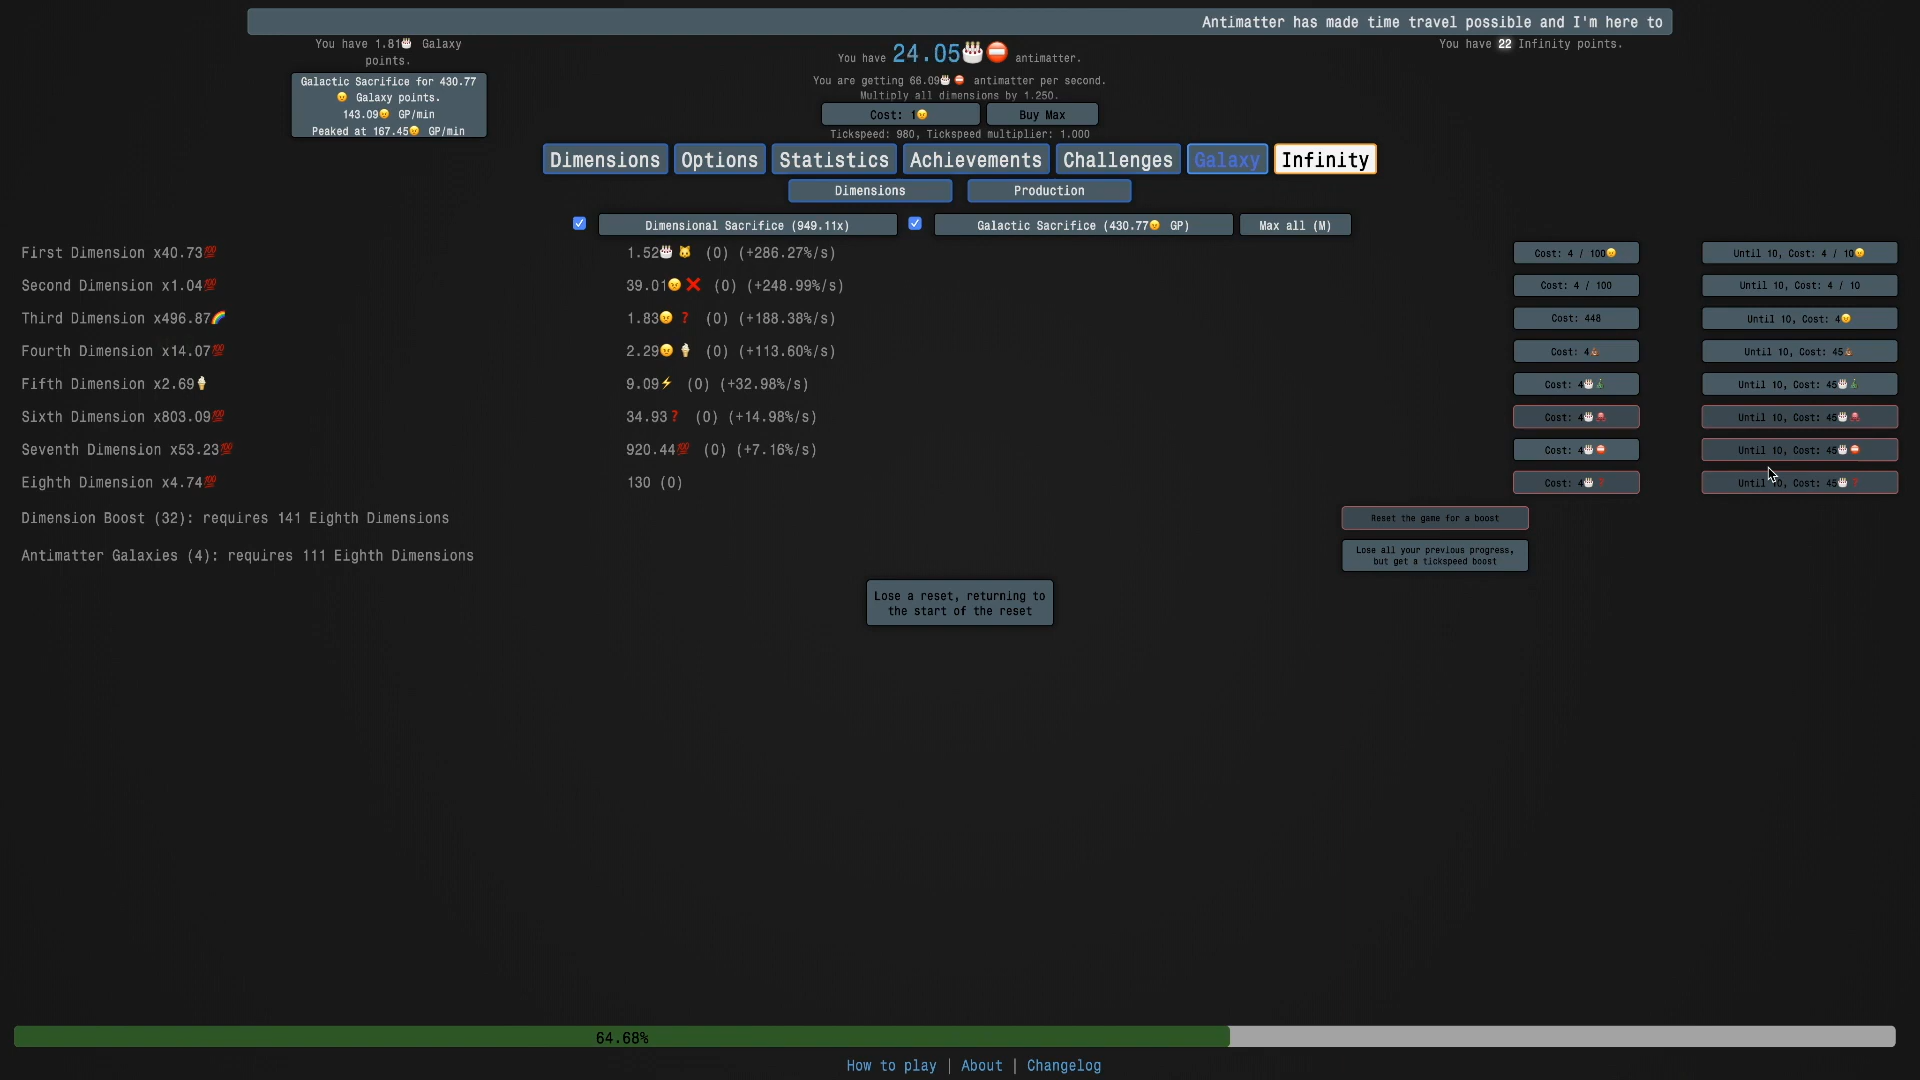 Antimatter has made time travel possible and I'm here to
You have 1.81🎂 Galaxy
points.
You have 24.05🎂⛔ antimatter.
You have 22 Infinity points.
Galactic Sacrifice for 430.77
😠 Galaxy points.
143.09😠 GP/min
Peaked at 167.45😠 GP/min
You are getting 66.09🎂⛔ antimatter per second.
Multiply all dimensions by 1.250.
Cost: 1😠
Buy Max
Tickspeed: 980, Tickspeed multiplier: 1.000
Dimensions Options Statistics Achievements Challenges Galaxy Infinity
Dimensions Production
Dimensional Sacrifice (949.11x) Galactic Sacrifice (430.77😠 GP) Max all (M)
First Dimension x40.73💯 1.52🎂🐱 (0) (+286.27%/s) Cost: 4 / 100😠 Until 10, Cost: 4 / 10😠
Second Dimension x1.04💯 39.01😠❌ (0) (+248.99%/s) Cost: 4 / 100 Until 10, Cost: 4 / 10
Third Dimension x496.87🌈 1.83😠❓ (0) (+188.38%/s) Cost: 448 Until 10, Cost: 4😠
Fourth Dimension x14.07💯 2.29😠🍦 (0) (+113.60%/s) Cost: 4 Until 10, Cost: 45
Fifth Dimension x2.69🍦 9.09⚡ (0) (+32.98%/s) Cost: 4🎂 Until 10, Cost: 45🎂
Sixth Dimension x803.09💯 34.93❓ (0) (+14.98%/s) Cost: 4🎂 Until 10, Cost: 45🎂
Seventh Dimension x53.23💯 920.44💯 (0) (+7.16%/s) Cost: 4🎂⛔ Until 10, Cost: 45🎂⛔
Eighth Dimension x4.74💯 130 (0) Cost: 4🎂❓ Until 10, Cost: 45🎂❓
Dimension Boost (32): requires 141 Eighth Dimensions
Reset the game for a boost
Antimatter Galaxies (4): requires 111 Eighth Dimensions
Lose all your previous progress,
but get a tickspeed boost
Lose a reset, returning to
the start of the reset
64.68%
How to play | About | Changelog